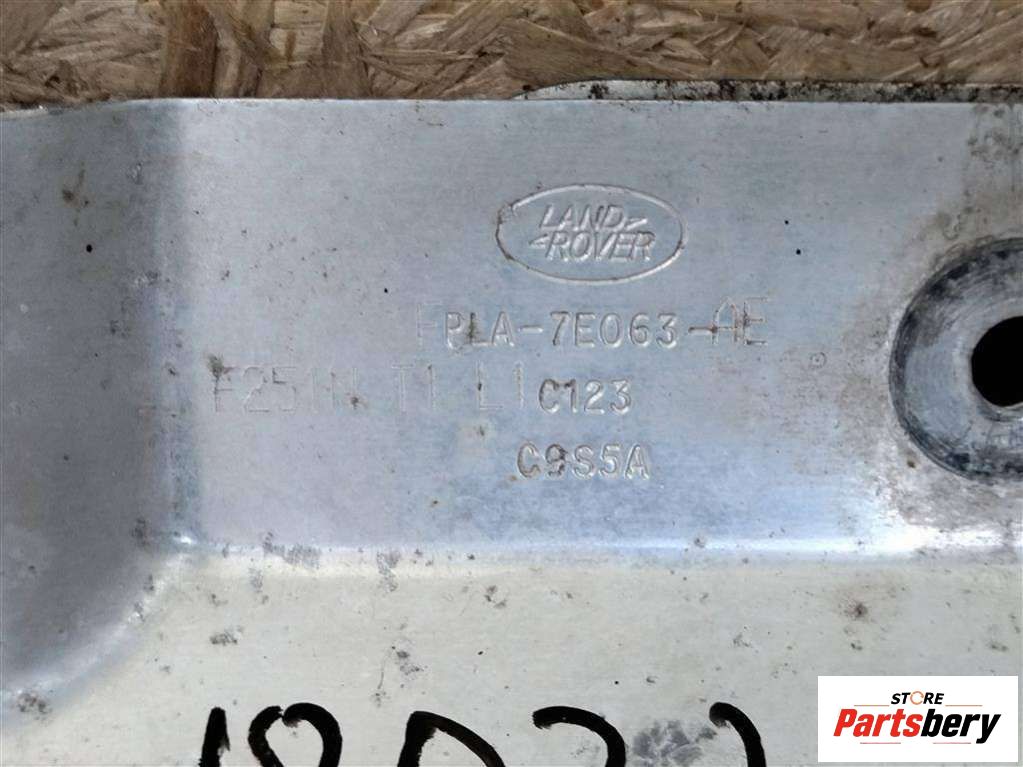 LAND
ROVER
FPLA-7E063-AE
C123
C9S5A
STORE
Partsbery